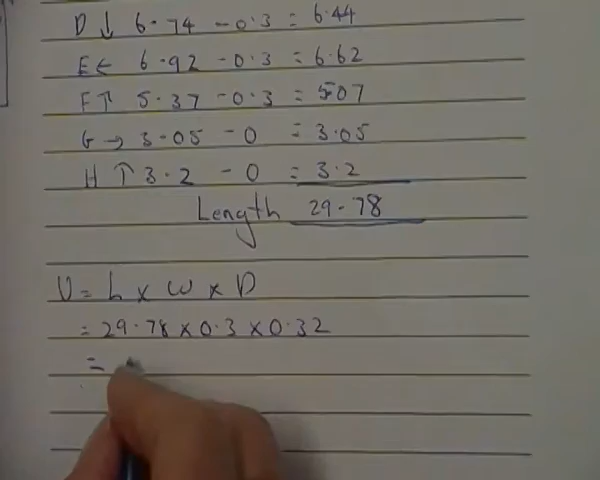 D ↓ 6.74 - 0.3 = 6.44
E ← 6.92 - 0.3 = 6.62
F ↑ 5.37 - 0.3 = 5.07
G → 3.05 - 0 = 3.05
H ↑ 3.2 - 0 = 3.2
Length 29.78
V = L x W x D
= 29.78 x 0.3 x 0.32
=